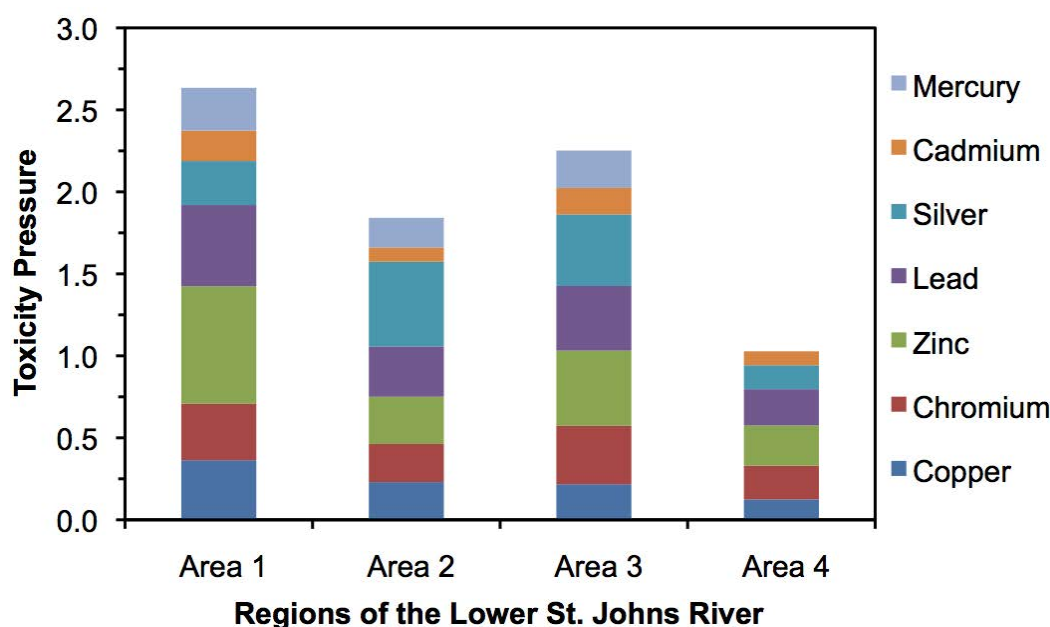 3.0
2.5
2.0
1.5
1.0
0.5
0.0
Toxicity Pressure
Area 1
Area 2
Area 3
Area 4
Regions of the Lower St. Johns River
Mercury
Cadmium
Silver
Lead
Zinc
Chromium
Copper